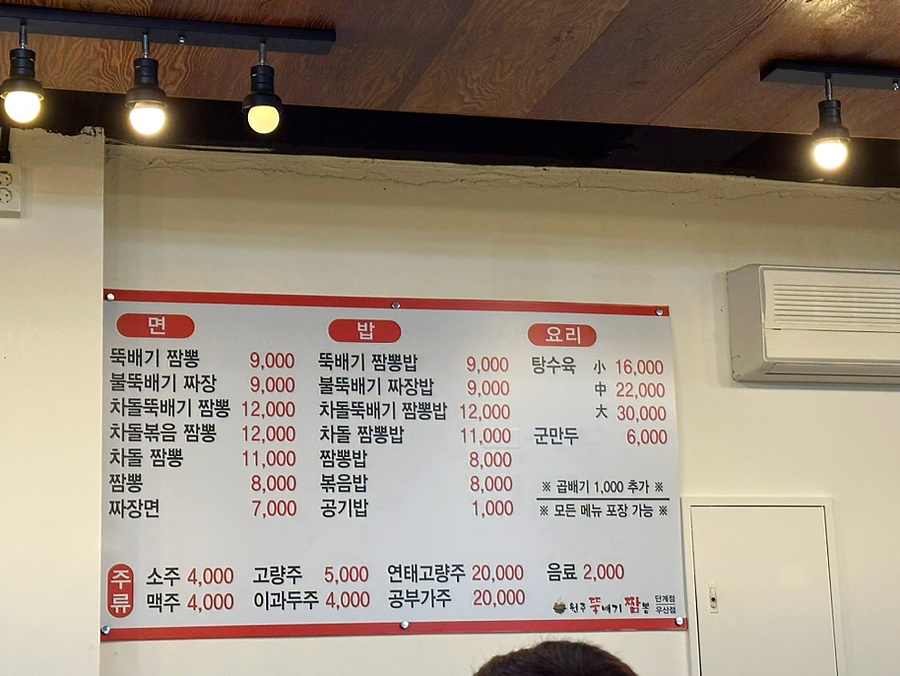 면
뚝배기 짬뽕 9,000
불뚝배기 짜장 9,000
차돌뚝배기 짬뽕 12,000
차돌볶음 짬뽕 12,000
차돌 짬뽕 11,000
짬뽕 8,000
짜장면 7,000
밥
뚝배기 짬뽕밥 9,000
불뚝배기 짜장밥 9,000
차돌뚝배기 짬뽕밥 12,000
차돌 짬뽕밥 11,000
짬뽕밥 8,000
볶음밥 8,000
공기밥 1,000
요리
탕수육 小 16,000
中 22,000
大 30,000
군만두 6,000
※ 곱배기 1,000 추가 ※
※ 모든 메뉴 포장 가능 ※
주류
소주 4,000 고량주 5,000 연태고량주 20,000 음료 2,000
맥주 4,000 이과두주 4,000 공부가주 20,000
원주 뚝배기 짬뽕 단계점
우산점